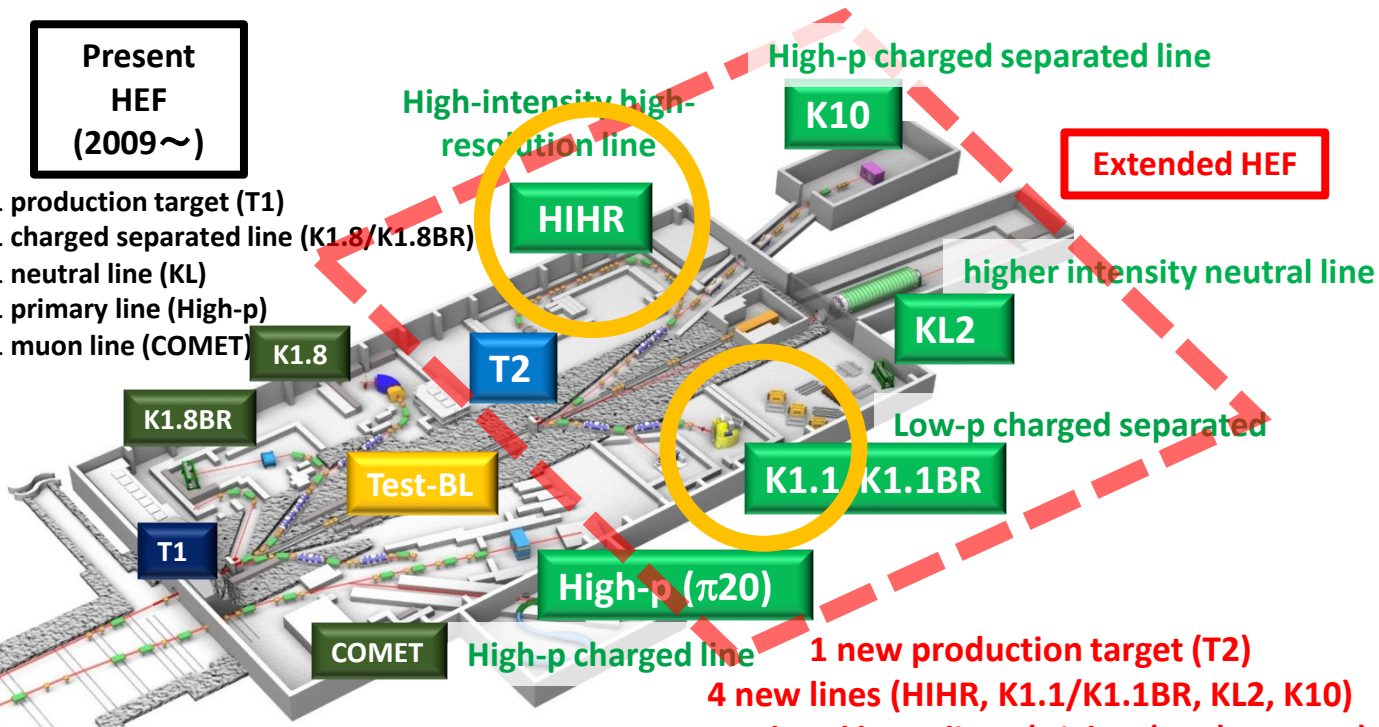 Present
HEF
(2009～)
production target (T1)
charged separated line (K1.8/K1.8BR)
neutral line (KL)
primary line (High-p)
muon line (COMET)
High-intensity high-
resolution line
HIHR
High-p charged separated line
K10
Extended HEF
higher intensity neutral line
KL2
K1.8
T2
K1.8BR
Low-p charged separated
K1.1/K1.1BR
Test-BL
T1
High-p (π20)
COMET
High-p charged line
1 new production target (T2)
4 new lines (HIHR, K1.1/K1.1BR, KL2, K10)